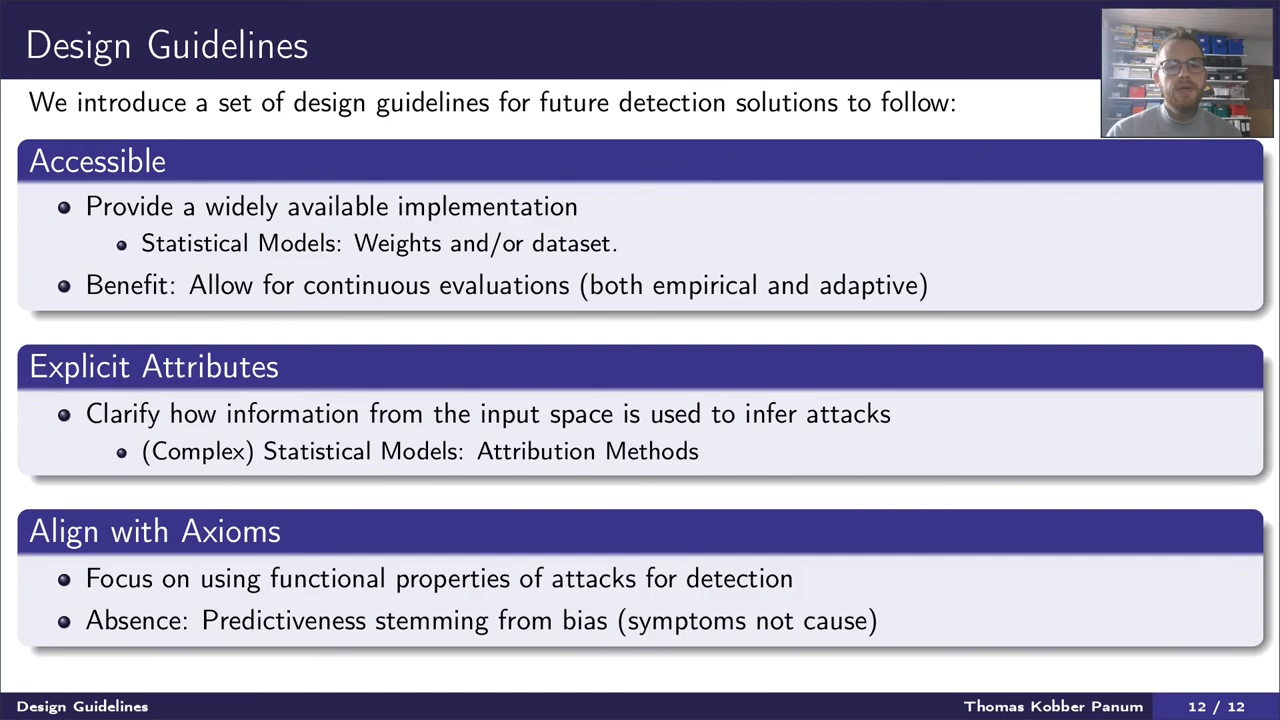 Design Guidelines
We introduce a set of design guidelines for future detection solutions to follow:
Accessible
Provide a widely available implementation
Statistical Models: Weights and/or dataset.
Benefit: Allow for continuous evaluations (both empirical and adaptive)
Explicit Attributes
Clarify how information from the input space is used to infer attacks
(Complex) Statistical Models: Attribution Methods
Align with Axioms
Focus on using functional properties of attacks for detection
Absence: Predictiveness stemming from bias (symptoms not cause)
Design Guidelines
Thomas Kobber Panum
12 / 12